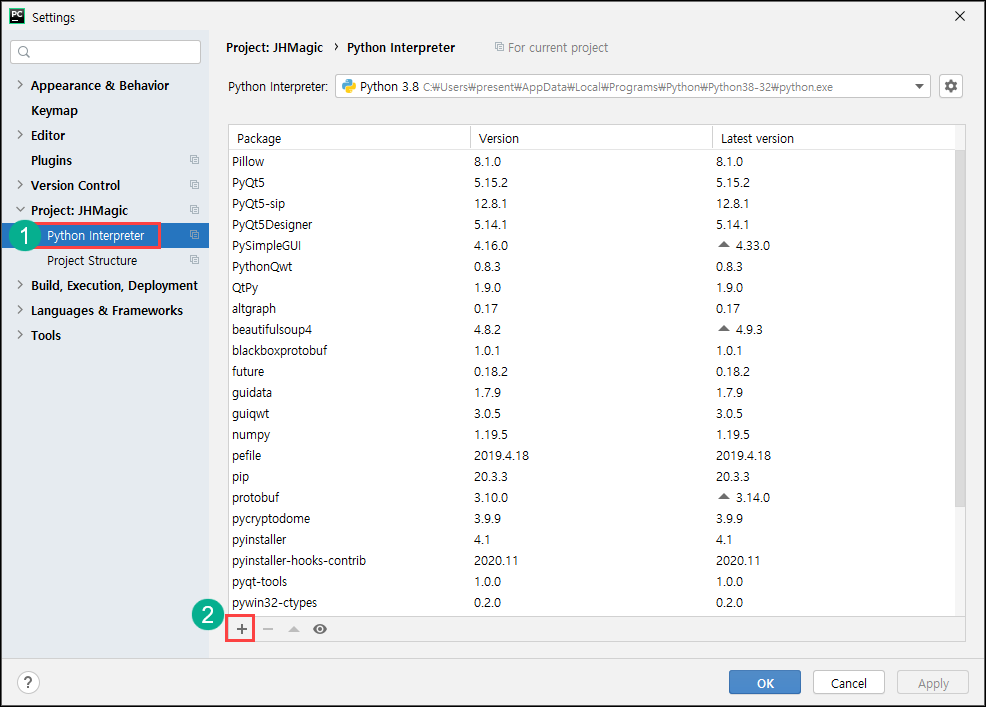 PC
Settings
Project: JHMagic › Python Interpreter
For current project
Python Interpreter: Python 3.8 C:₩Users₩present₩AppData₩Local₩Programs₩Python₩Python38-32₩python.exe
Appearance & Behavior
Keymap
Editor
Plugins
Version Control
Project: JHMagic
1 Python Interpreter
Project Structure
Build, Execution, Deployment
Languages & Frameworks
Tools
Package Version Latest version
Pillow 8.1.0 8.1.0
PyQt5 5.15.2 5.15.2
PyQt5-sip 12.8.1 12.8.1
PyQt5Designer 5.14.1 5.14.1
PySimpleGUI 4.16.0 4.33.0
PythonQwt 0.8.3 0.8.3
QtPy 1.9.0 1.9.0
altgraph 0.17 0.17
beautifulsoup4 4.8.2 4.9.3
blackboxprotobuf 1.0.1 1.0.1
future 0.18.2 0.18.2
guidata 1.7.9 1.7.9
guiqwt 3.0.5 3.0.5
numpy 1.19.5 1.19.5
pefile 2019.4.18 2019.4.18
pip 20.3.3 20.3.3
protobuf 3.10.0 3.14.0
pycryptodome 3.9.9 3.9.9
pyinstaller 4.1 4.1
pyinstaller-hooks-contrib 2020.11 2020.11
pyqt-tools 1.0.0 1.0.0
pywin32-ctypes 0.2.0 0.2.0
2
?
OK Cancel Apply